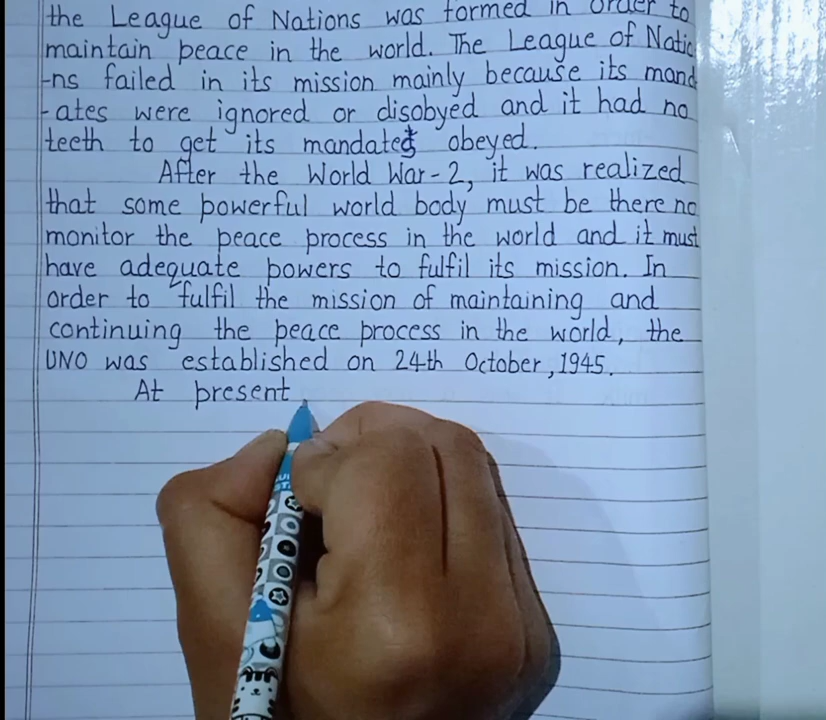 the League of Nations was formed in order to
maintain peace in the world. The League of Natio
-ns failed in its mission mainly because its mand
-ates were ignored or disobyed and it had no
teeth to get its mandates obeyed.
After the World War-2, it was realized
that some powerful world body must be there no
monitor the peace process in the world and it must
have adequate powers to fulfil its mission. In
order to fulfil the mission of maintaining and
continuing the peace process in the world, the
UNO was established on 24th October, 1945.
At present